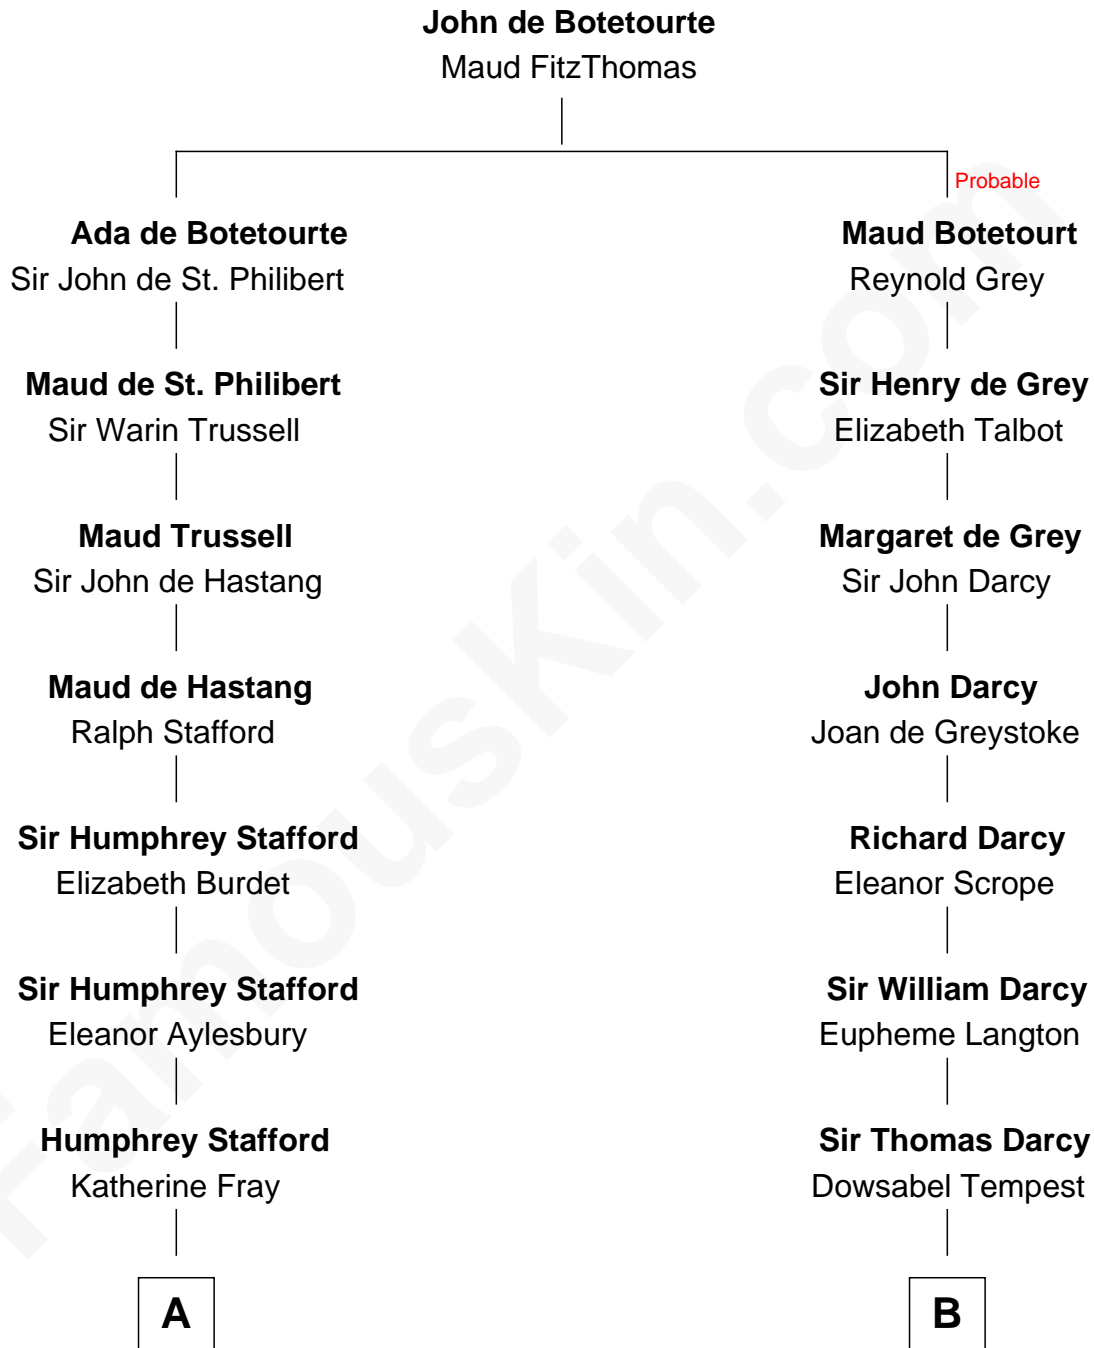 John de Botetourte
Maud FitzThomas
Probable
Ada de Botetourte
Sir John de St. Philibert
Maud Botetourt
Reynold Grey
Maud de St. Philibert
Sir Warin Trussell
Sir Henry de Grey
Elizabeth Talbot
Maud Trussell
Sir John de Hastang
Margaret de Grey
Sir John Darcy
Maud de Hastang
Ralph Stafford
John Darcy
Joan de Greystoke
Sir Humphrey Stafford
Elizabeth Burdet
Richard Darcy
Eleanor Scrope
Sir Humphrey Stafford
Eleanor Aylesbury
Sir William Darcy
Eupheme Langton
Humphrey Stafford
Katherine Fray
Sir Thomas Darcy
Dowsabel Tempest
A
B
FamousKin.com